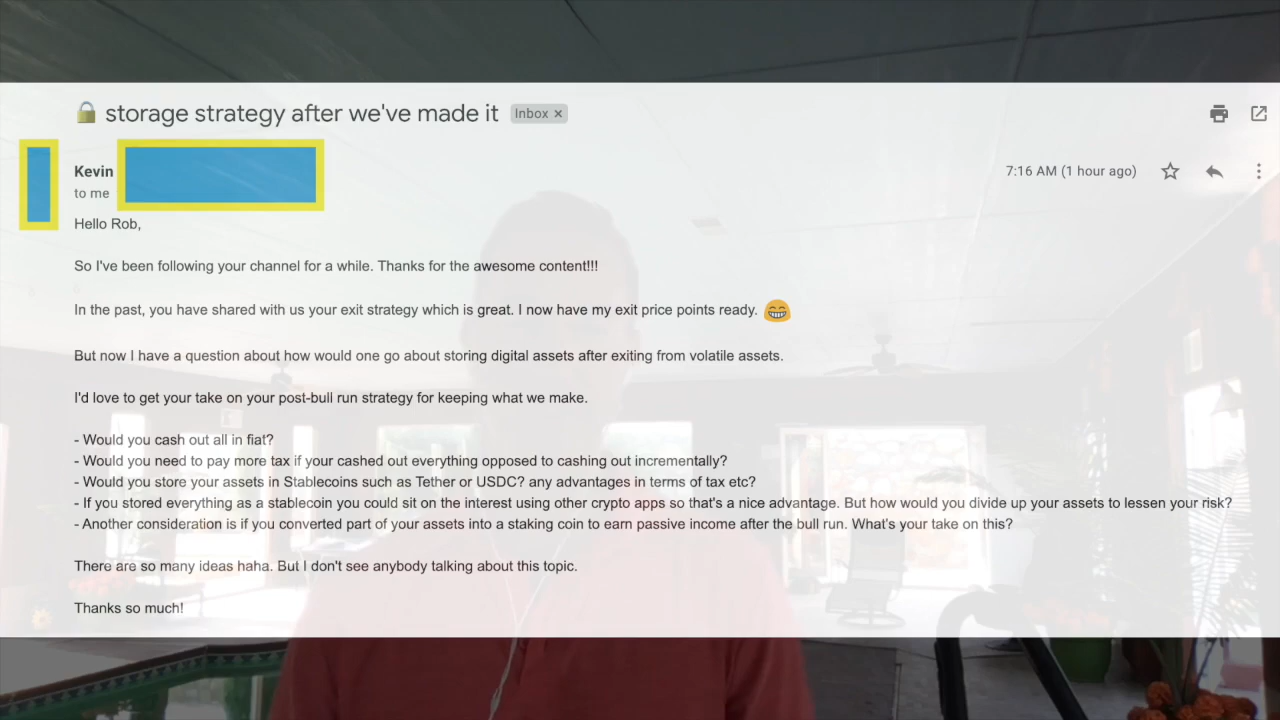 storage strategy after we've made it Inbox ×
Kevin 7:16 AM (1 hour ago)
to me
Hello Rob,
So I've been following your channel for a while. Thanks for the awesome content!!!
In the past, you have shared with us your exit strategy which is great. I now have my exit price points ready. 😁
But now I have a question about how would one go about storing digital assets after exiting from volatile assets.
I'd love to get your take on your post-bull run strategy for keeping what we make.
- Would you cash out all in fiat?
- Would you need to pay more tax if your cashed out everything opposed to cashing out incrementally?
- Would you store your assets in Stablecoins such as Tether or USDC? any advantages in terms of tax etc?
- If you stored everything as a stablecoin you could sit on the interest using other crypto apps so that's a nice advantage. But how would you divide up your assets to lessen your risk?
- Another consideration is if you converted part of your assets into a staking coin to earn passive income after the bull run. What's your take on this?
There are so many ideas haha. But I don't see anybody talking about this topic.
Thanks so much!